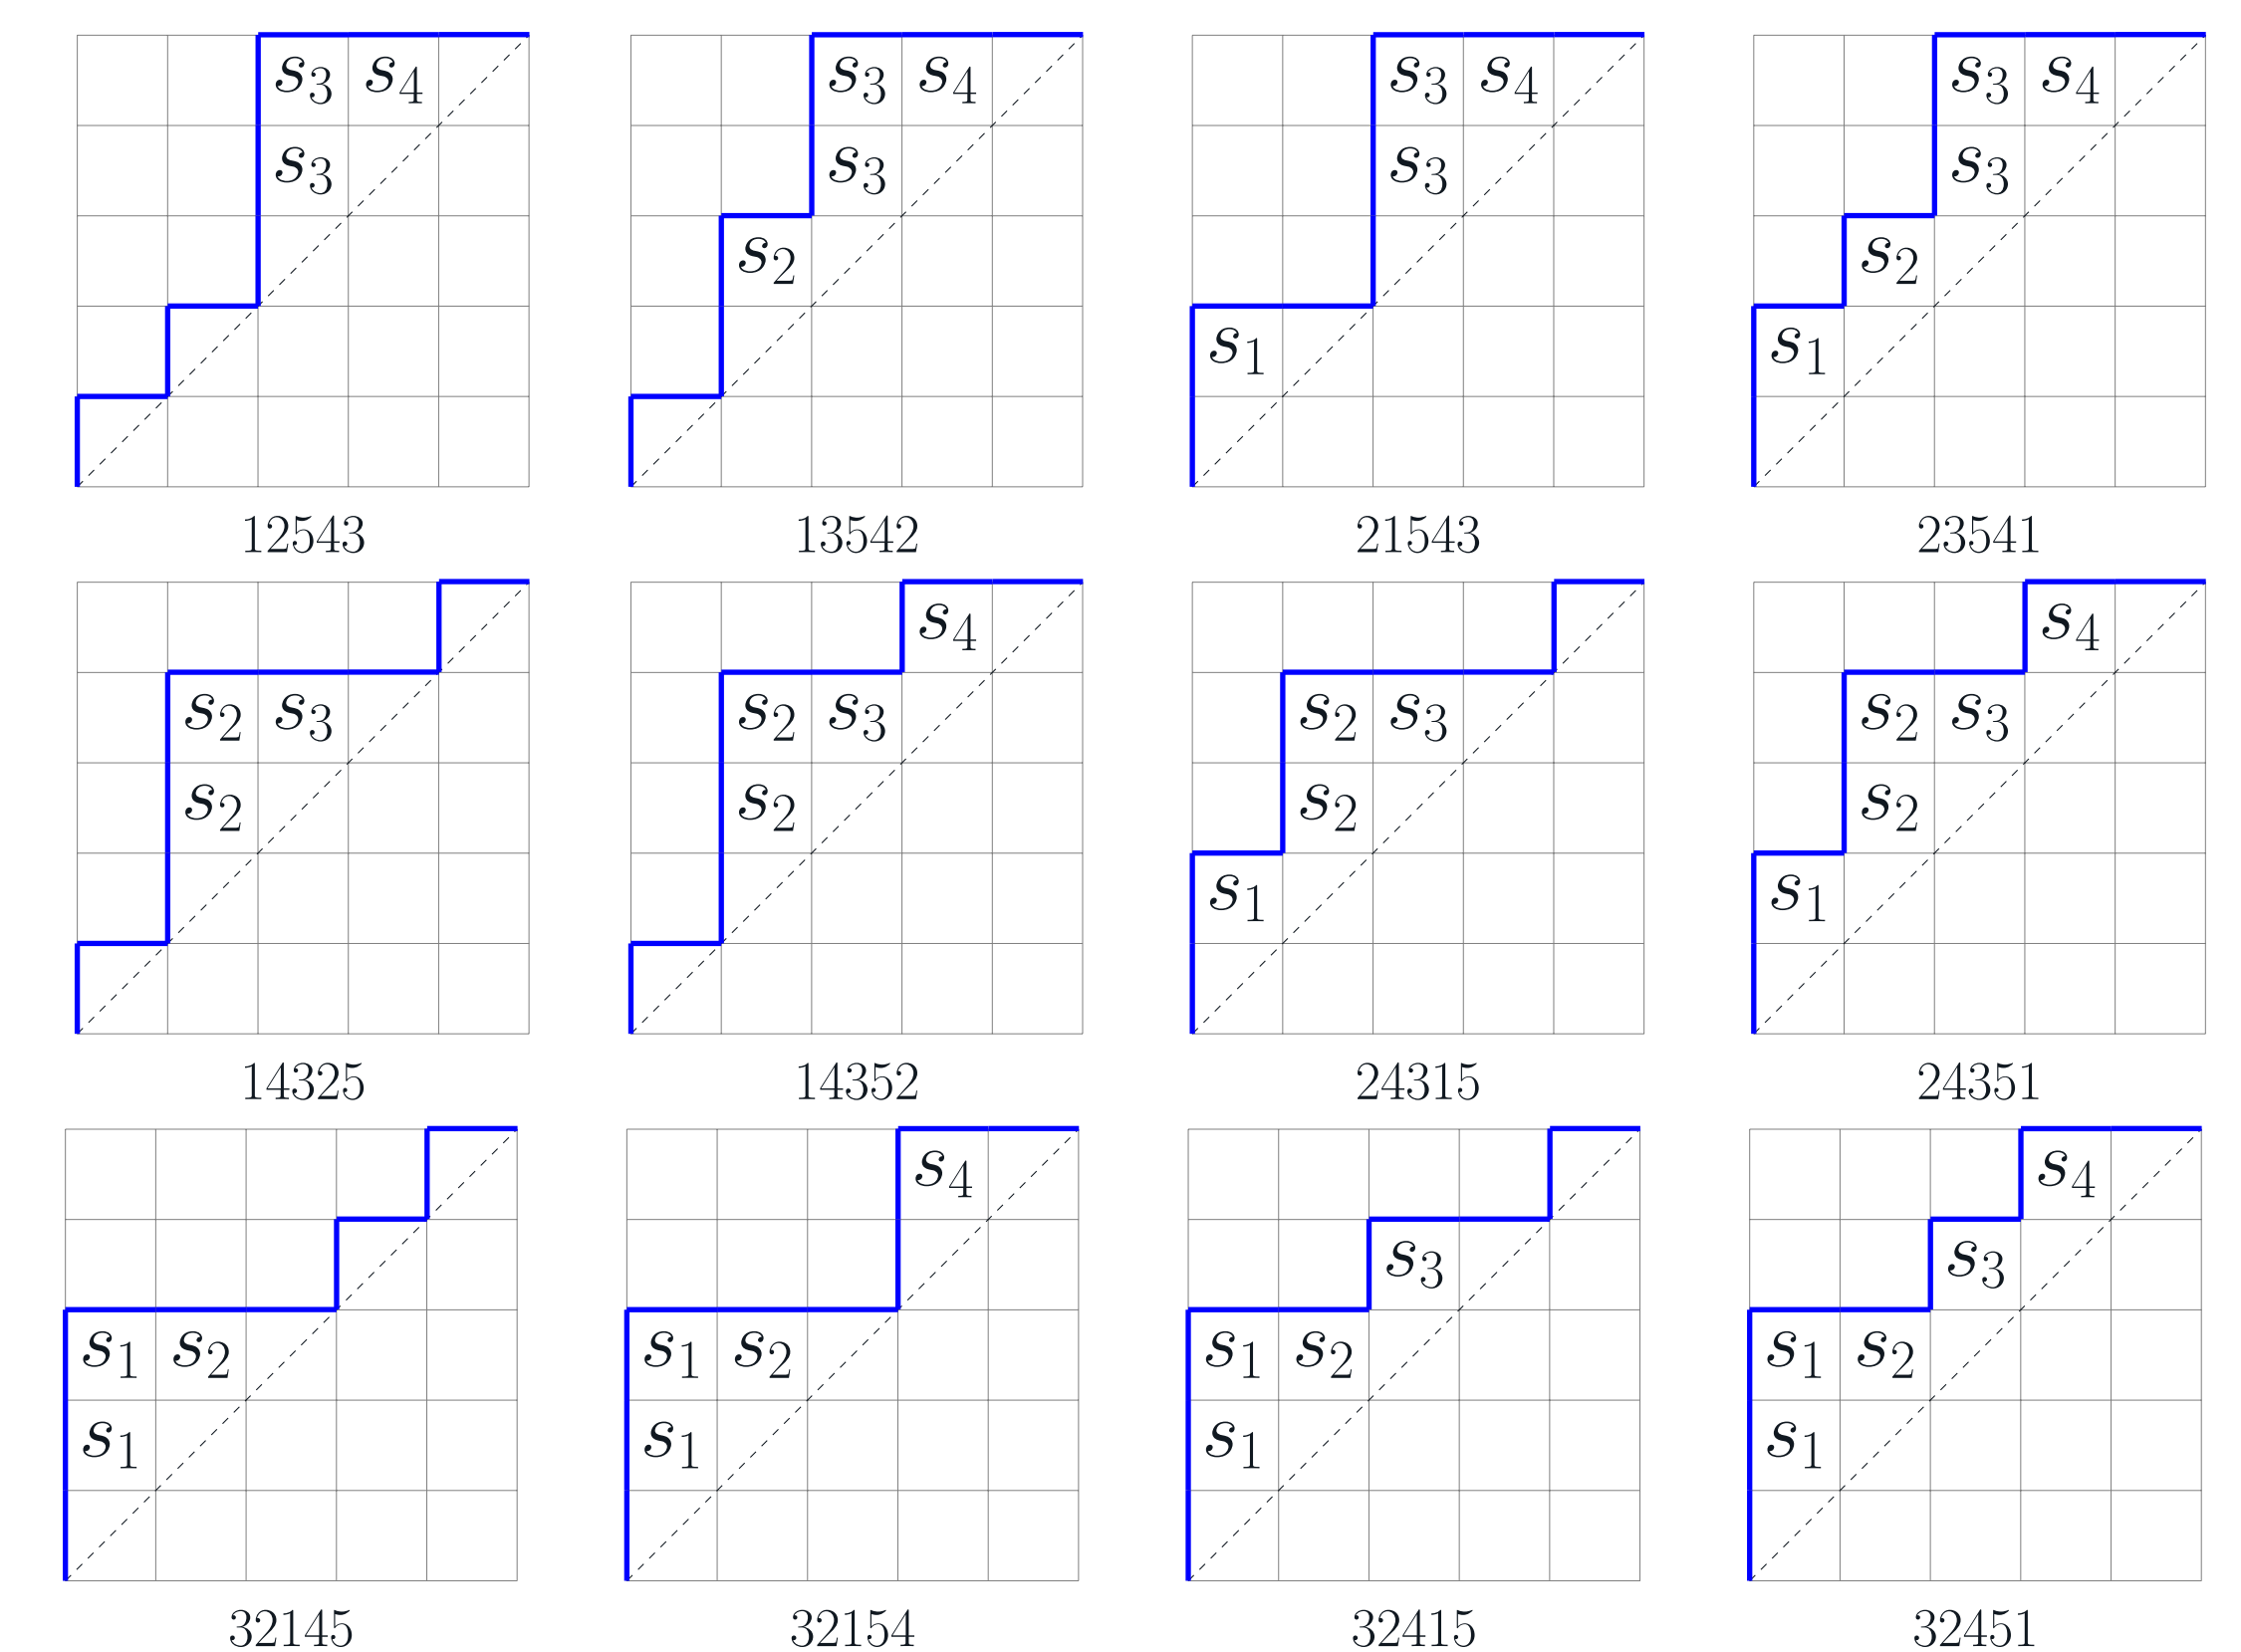 s₃ s₄ s₃ s₄ s₃ s₄ s₃ s₄
s₃ s₃ s₃ s₃
s₂ s₂
s₁ s₁
12543 13542 21543 23541
s₄ s₄
s₂ s₃ s₂ s₃ s₂ s₃ s₂ s₃
s₂ s₂ s₂ s₂
s₁ s₁
14325 14352 24315 24351
s₄ s₄
s₃ s₃
s₁ s₂ s₁ s₂ s₁ s₂ s₁ s₂
s₁ s₁ s₁ s₁
32145 32154 32415 32451